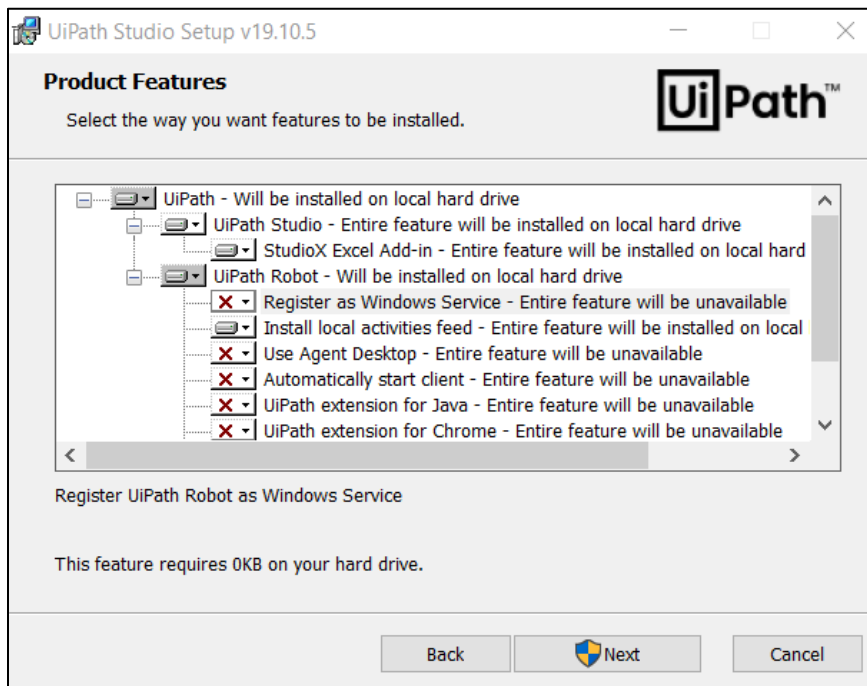 UiPath Studio Setup v19.10.5
Product Features
Select the way you want features to be installed.
UiPath™
UiPath - Will be installed on local hard drive
UiPath Studio - Entire feature will be installed on local hard drive
StudioX Excel Add-in - Entire feature will be installed on local hard
UiPath Robot - Will be installed on local hard drive
Register as Windows Service - Entire feature will be unavailable
Install local activities feed - Entire feature will be installed on local
Use Agent Desktop - Entire feature will be unavailable
Automatically start client - Entire feature will be unavailable
UiPath extension for Java - Entire feature will be unavailable
UiPath extension for Chrome - Entire feature will be unavailable
Register UiPath Robot as Windows Service
This feature requires 0KB on your hard drive.
Back Next Cancel